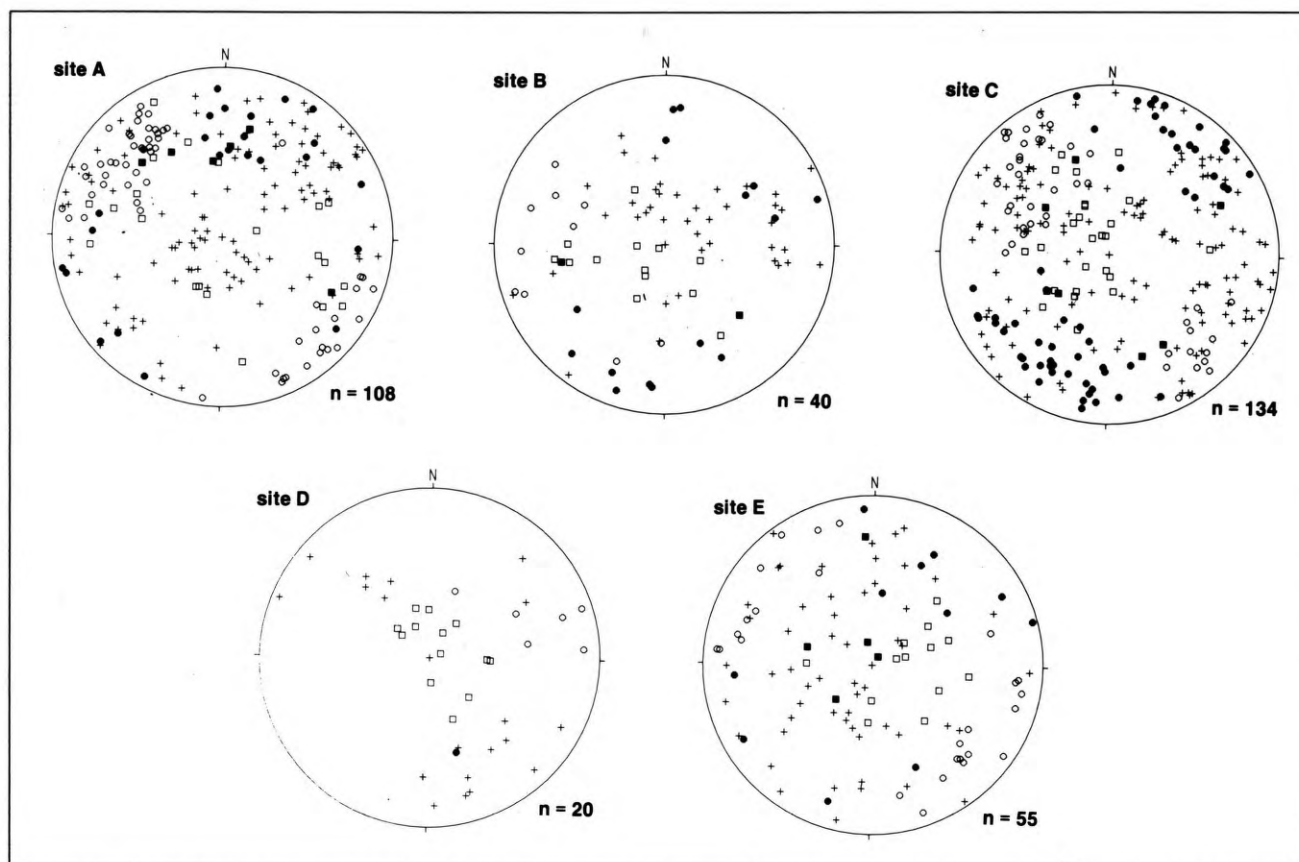 N
site A
n = 108
N
site B
n = 40
N
site C
n = 134
N
site D
n = 20
N
site E
n = 55